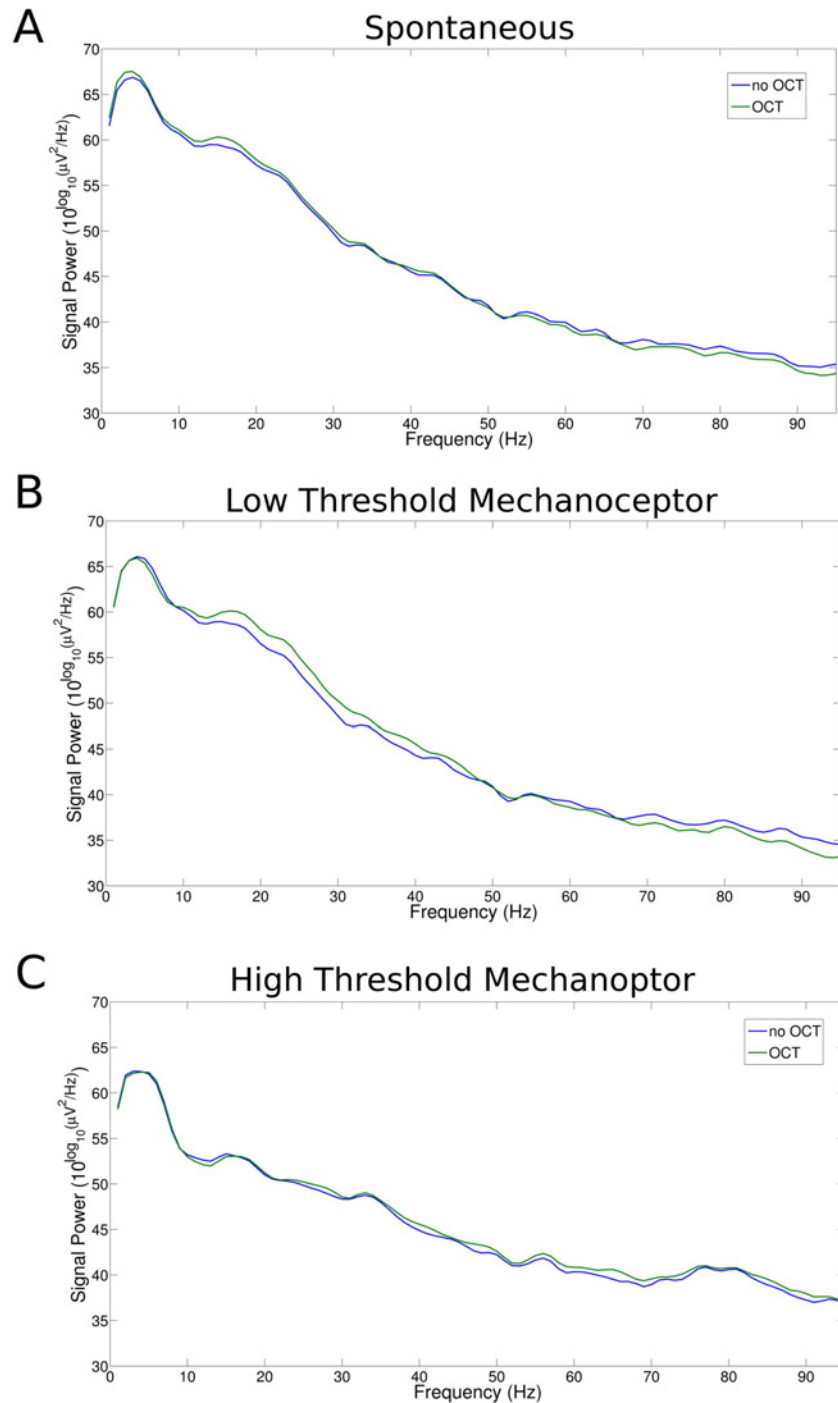 A
Spontaneous
70
65
60
55
50
45
40
35
30
0 10 20 30 40 50 60 70 80 90
Signal Power (10^log₁₀(μV²/Hz))
Frequency (Hz)
no OCT
OCT
B
Low Threshold Mechanoceptor
70
65
60
55
50
45
40
35
30
0 10 20 30 40 50 60 70 80 90
Signal Power (10^log₁₀(μV²/Hz))
Frequency (Hz)
C
High Threshold Mechanoptor
70
65
60
55
50
45
40
35
30
0 10 20 30 40 50 60 70 80 90
Signal Power (10^log₁₀(μV²/Hz))
Frequency (Hz)
no OCT
OCT